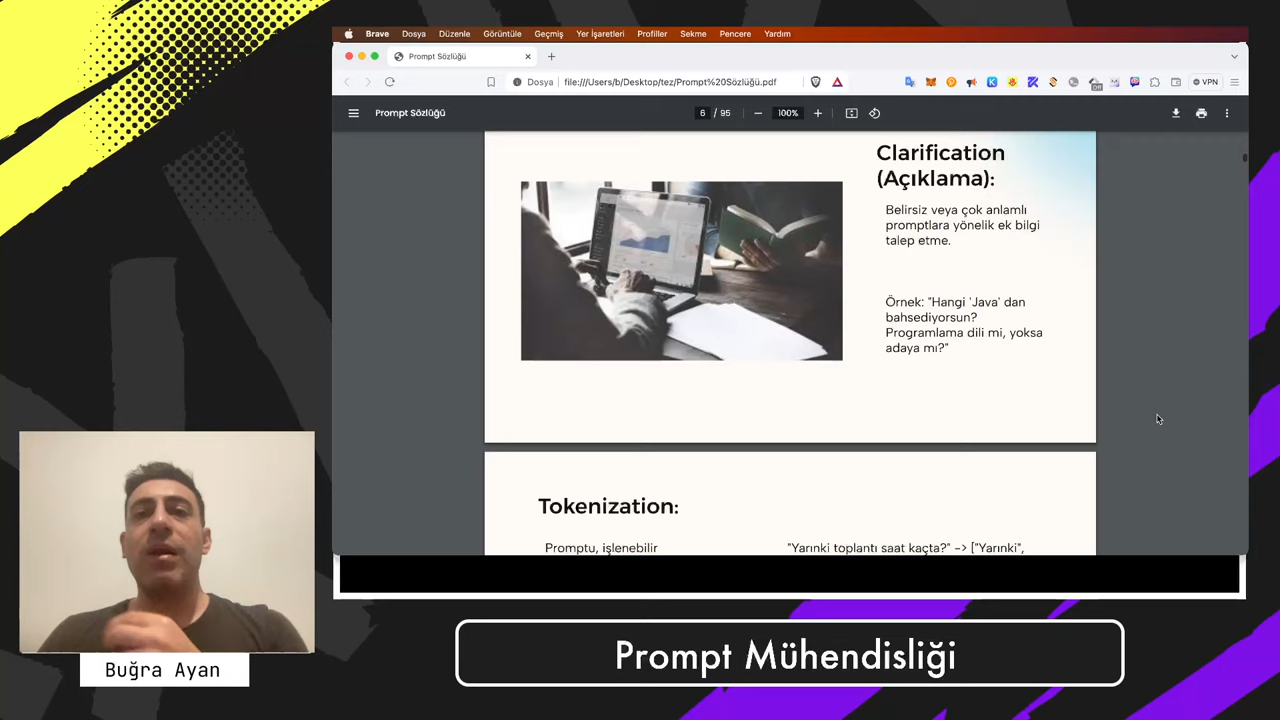 Brave Dosya Düzenle Görüntüle Geçmiş Yer İşaretleri Profiller Sekme Pencere Yardım
Prompt Sözlüğü
Dosya file:///Users/b/Desktop/tez/Prompt%20Sözlüğü.pdf
Off
VPN
Prompt Sözlüğü
6 / 95
100%
Clarification
(Açıklama):
Belirsiz veya çok anlamlı
promptlara yönelik ek bilgi
talep etme.
Örnek: "Hangi 'Java' dan
bahsediyorsun?
Programlama dili mi, yoksa
adaya mı?"
Tokenization:
Promptu, işlenebilir
"Yarınki toplantı saat kaçta?" -> ["Yarınki",
Buğra Ayan
Prompt Mühendisliği